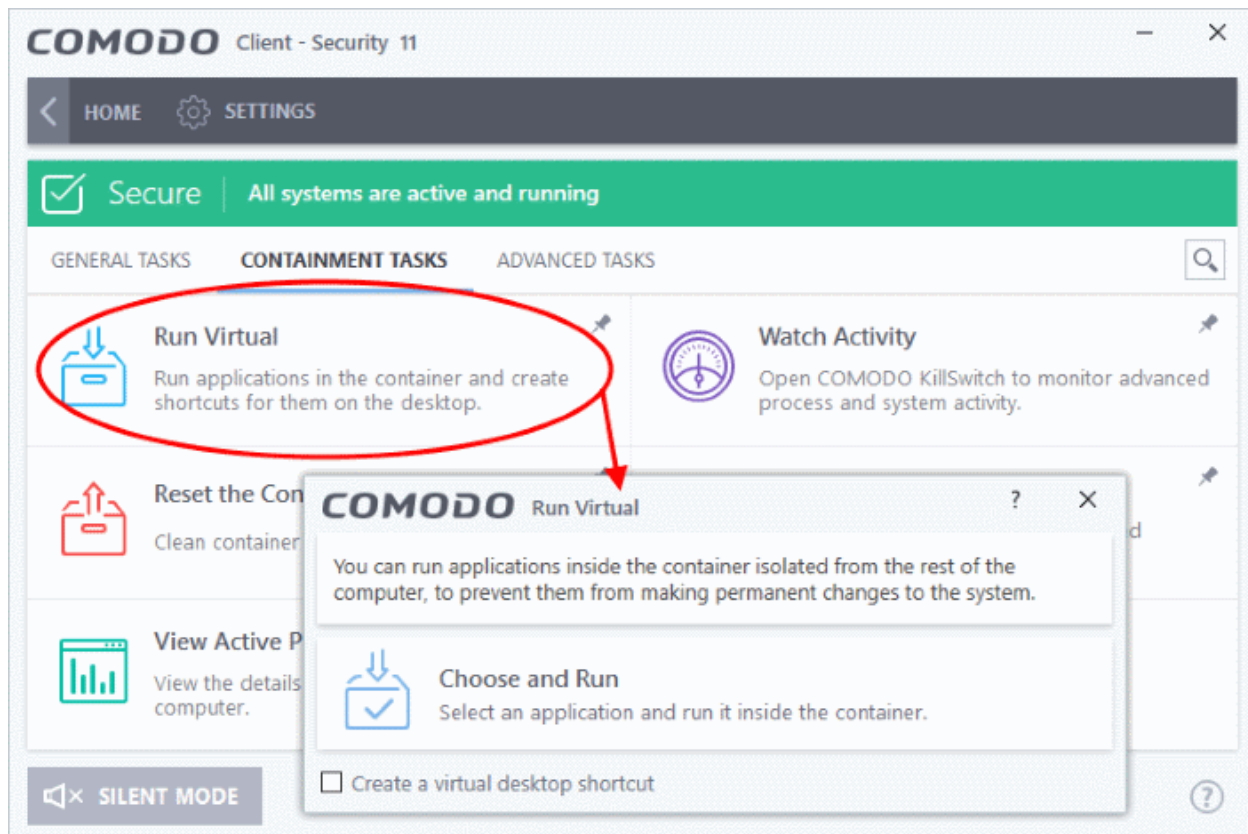 COMODO Client - Security 11
HOME SETTINGS
Secure All systems are active and running
GENERAL TASKS CONTAINMENT TASKS ADVANCED TASKS
Run Virtual
Run applications in the container and create
shortcuts for them on the desktop.
Watch Activity
Open COMODO KillSwitch to monitor advanced
process and system activity.
Reset the Con
Clean container
d
View Active P
View the details
computer.
COMODO Run Virtual ?
You can run applications inside the container isolated from the rest of the
computer, to prevent them from making permanent changes to the system.
Choose and Run
Select an application and run it inside the container.
Create a virtual desktop shortcut
SILENT MODE
?